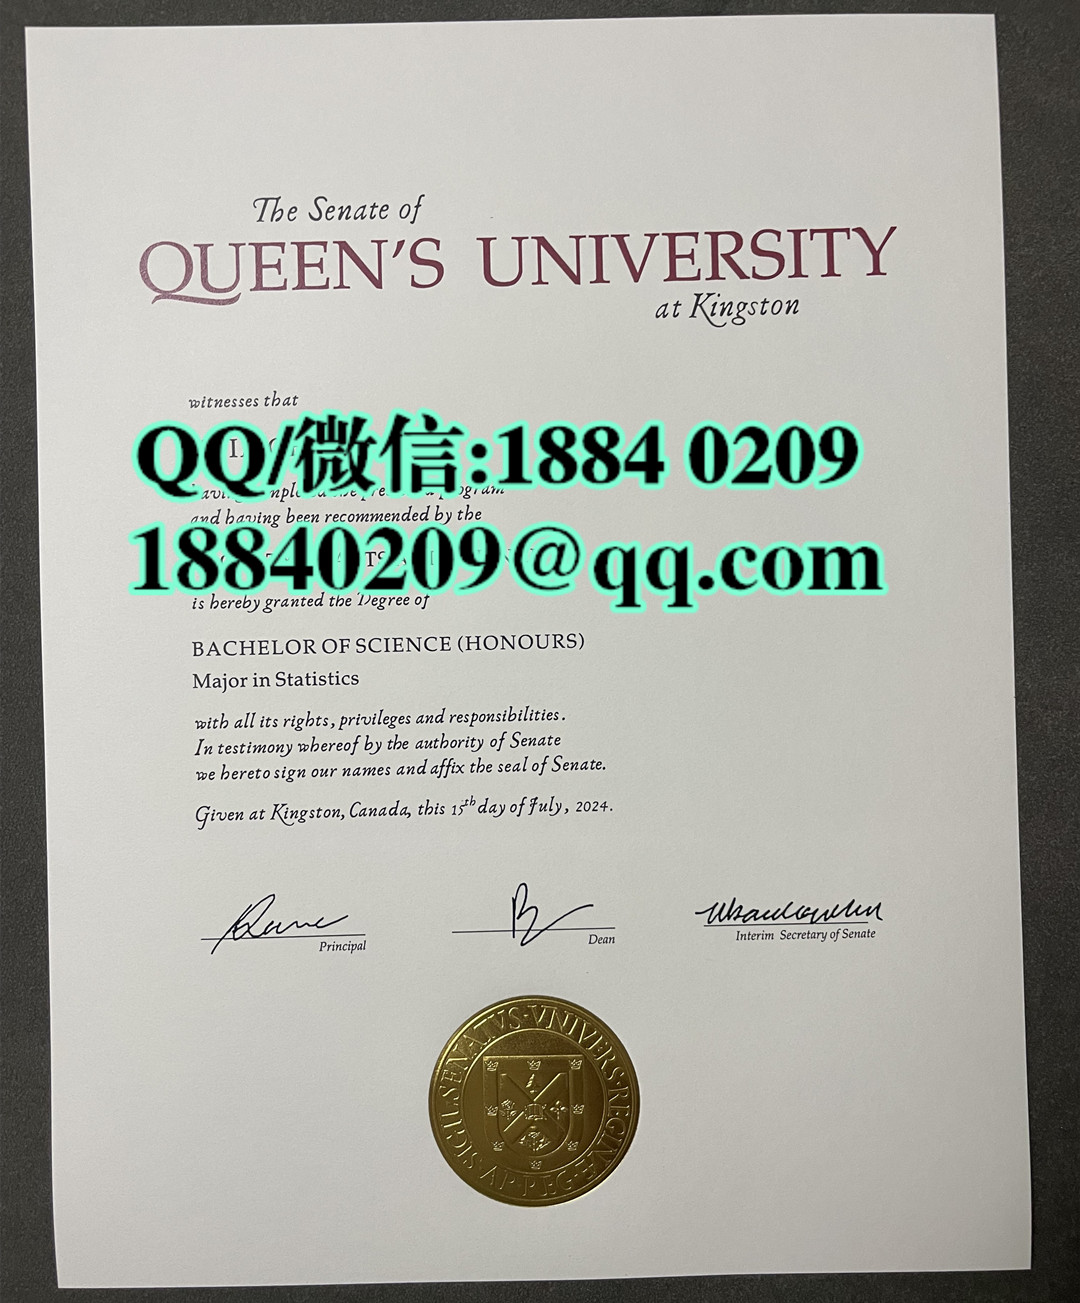 The Senate of
QUEEN'S UNIVERSITY
at Kingston
witnesses that
QQ/微信:1884 0209
and having been recommended by the
18840209@qq.com
is hereby granted the Degree of
BACHELOR OF SCIENCE (HONOURS)
Major in Statistics
with all its rights, privileges and responsibilities.
In testimony whereof by the authority of Senate
we hereto sign our names and affix the seal of Senate.
Given at Kingston, Canada, this 15th day of July, 2024.
Principal
Dean
Interim Secretary of Senate